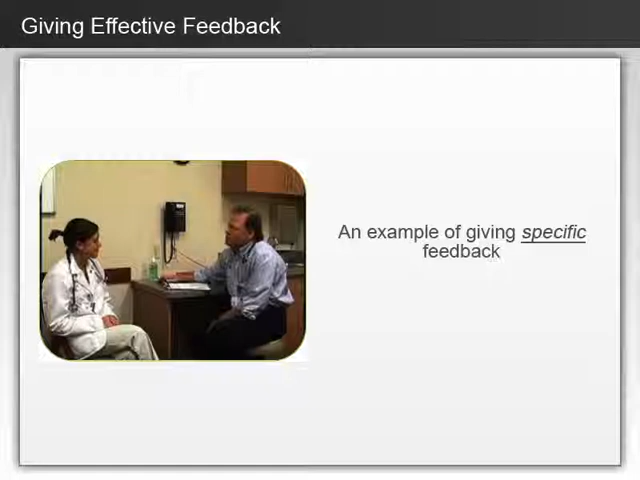 Giving Effective Feedback
An example of giving specific
feedback